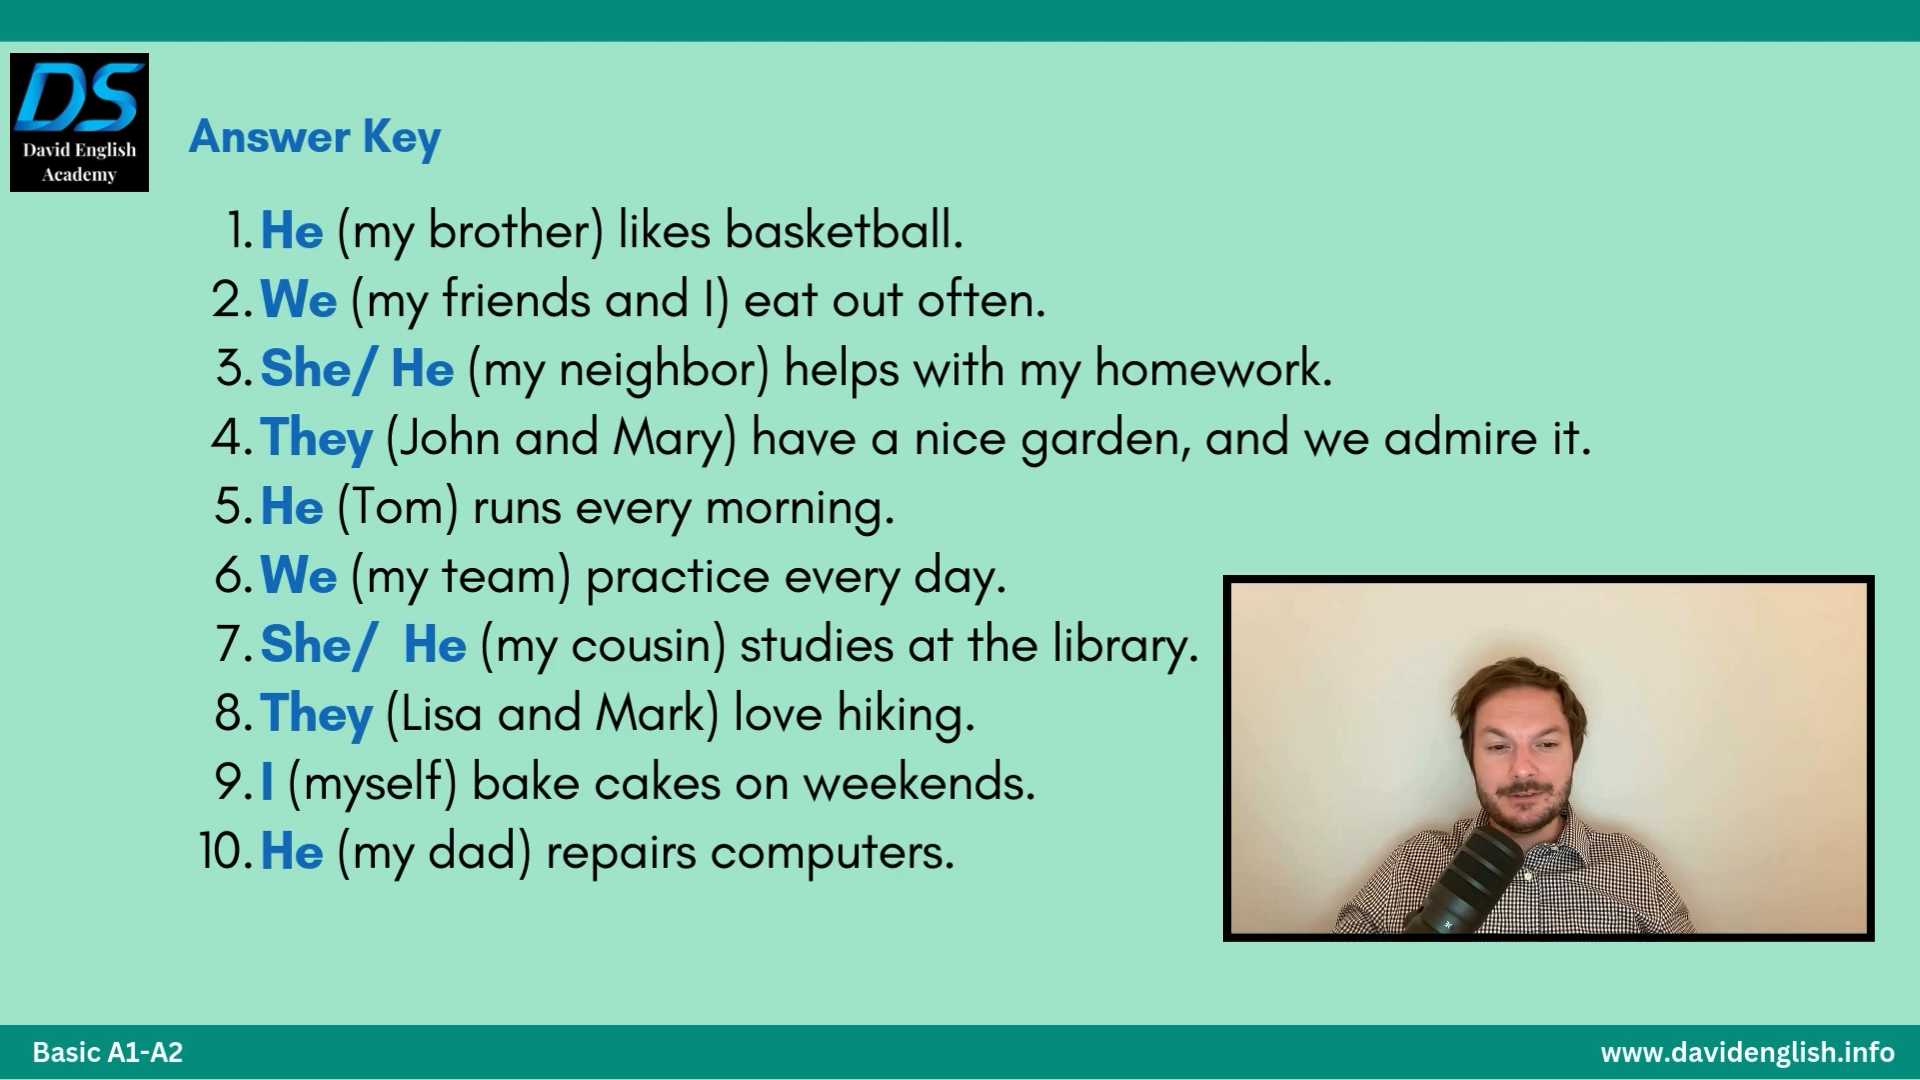 DS
David English
Academy
Answer Key
1. He (my brother) likes basketball.
2. We (my friends and I) eat out often.
3. She/ He (my neighbor) helps with my homework.
4. They (John and Mary) have a nice garden, and we admire it.
5. He (Tom) runs every morning.
6. We (my team) practice every day.
7. She/  He (my cousin) studies at the library.
8. They (Lisa and Mark) love hiking.
9. I (myself) bake cakes on weekends.
10. He (my dad) repairs computers.
Basic A1-A2
www.davidenglish.info